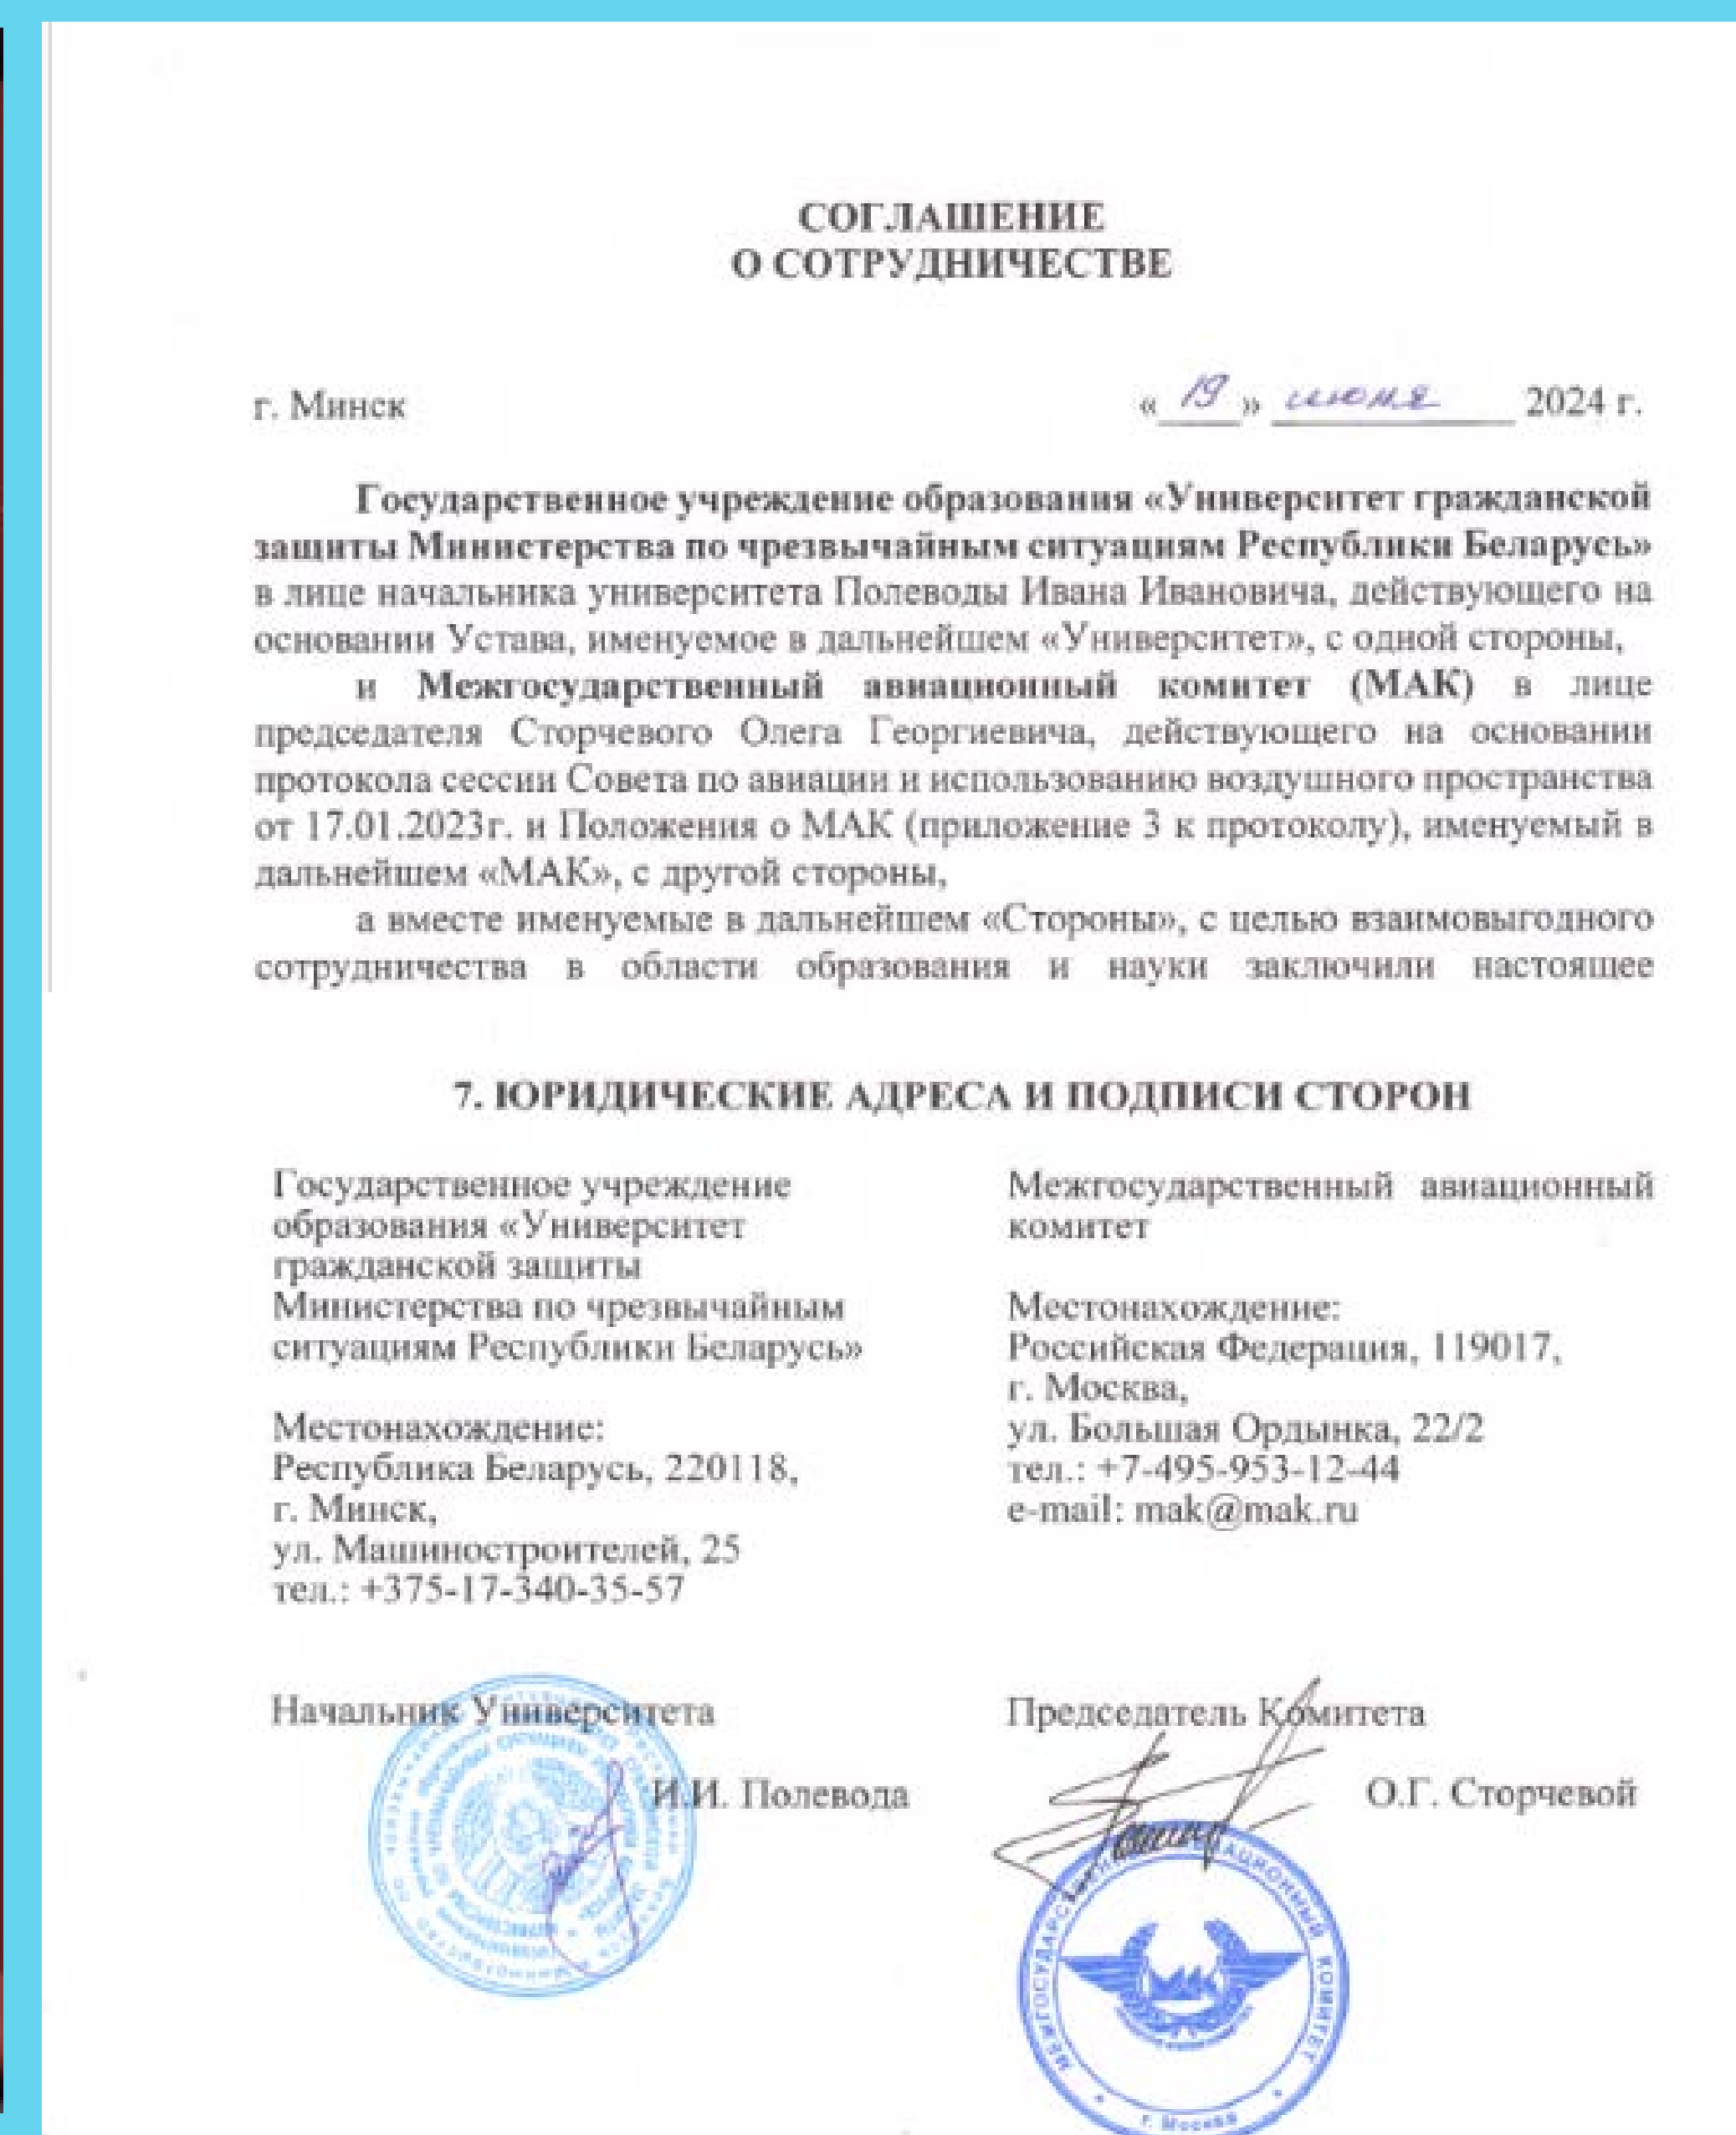 СОГЛАШЕНИЕ
О СОТРУДНИЧЕСТВЕ
г. Минск « 19 » июня 2024 г.
Государственное учреждение образования «Университет гражданской
защиты Министерства по чрезвычайным ситуациям Республики Беларусь»
в лице начальника университета Полеводы Ивана Ивановича, действующего на
основании Устава, именуемое в дальнейшем «Университет», с одной стороны,
и Межгосударственный авиационный комитет (МАК) в лице
председателя Сторчевого Олега Георгиевича, действующего на основании
протокола сессии Совета по авиации и использованию воздушного пространства
от 17.01.2023г. и Положения о МАК (приложение 3 к протоколу), именуемый в
дальнейшем «МАК», с другой стороны,
а вместе именуемые в дальнейшем «Стороны», с целью взаимовыгодного
сотрудничества в области образования и науки заключили настоящее
7. ЮРИДИЧЕСКИЕ АДРЕСА И ПОДПИСИ СТОРОН
Государственное учреждение
образования «Университет
гражданской защиты
Министерства по чрезвычайным
ситуациям Республики Беларусь»
Местонахождение:
Республика Беларусь, 220118,
г. Минск,
ул. Машиностроителей, 25
тел.: +375-17-340-35-57
Начальник Университета
И.И. Полевода
Межгосударственный авиационный
комитет
Местонахождение:
Российская Федерация, 119017,
г. Москва,
ул. Большая Ордынка, 22/2
тел.: +7-495-953-12-44
e-mail: mak@mak.ru
Председатель Комитета
О.Г. Сторчевой
МЕЖГОСУДАРСТВЕННЫЙ АВИАЦИОННЫЙ КОМИТЕТ
г. Москва